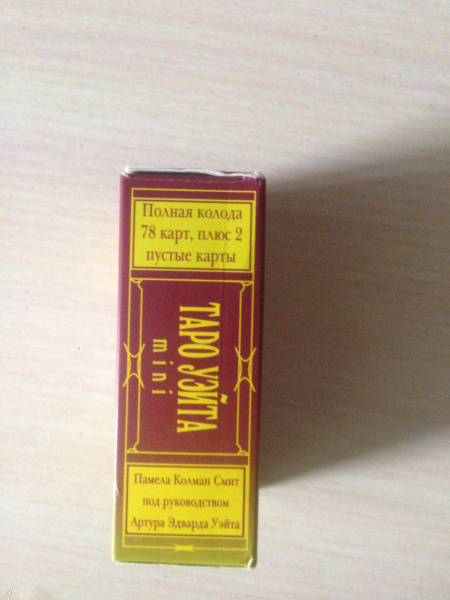 Полная колода
78 карт, плюс 2
пустые карты
ТАРО УЭЙТА
mini
Памела Колман Смит
под руководством
Артура Эдварда Уэйта